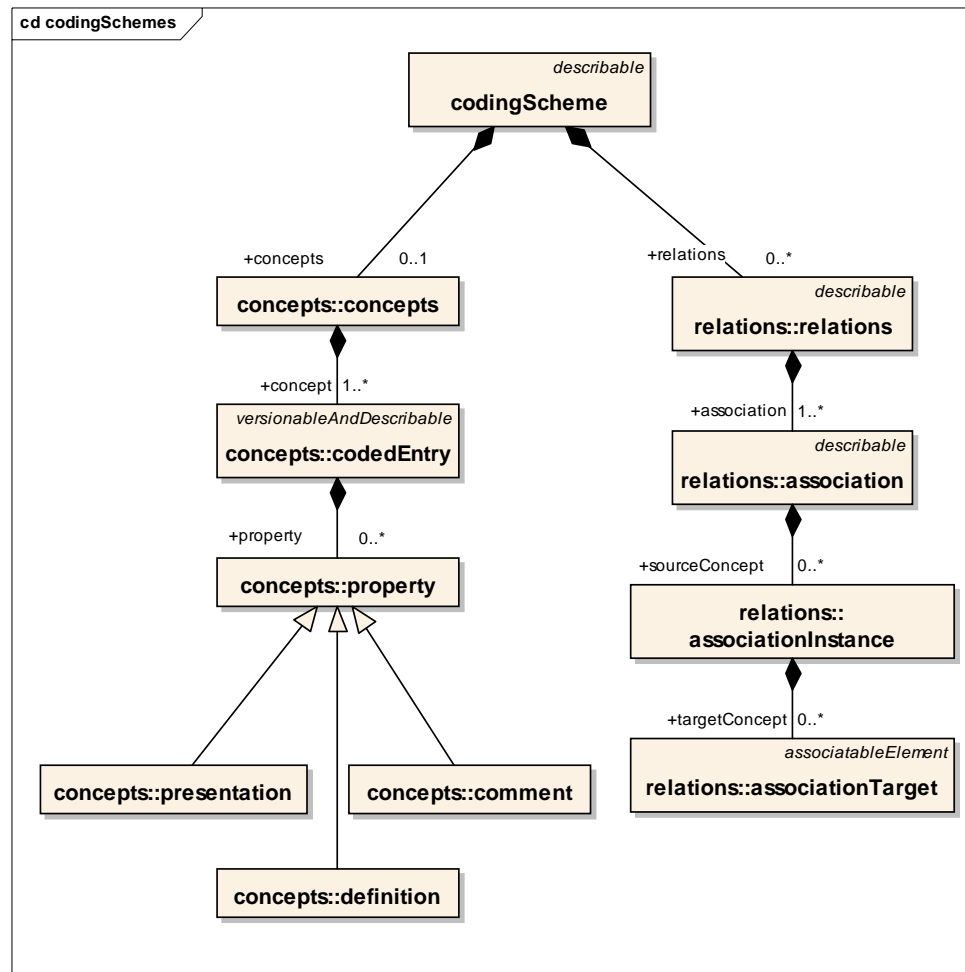 cd codingSchemes
describable
codingScheme
+concepts
0..1
+relations
0..*
concepts::concepts
describable
relations::relations
+concept
1..*
+association
1..*
versionableAndDescribable
concepts::codedEntry
describable
relations::association
+property
0..*
+sourceConcept
0..*
concepts::property
relations::
associationInstance
+targetConcept
0..*
associatableElement
relations::associationTarget
concepts::presentation
concepts::comment
concepts::definition